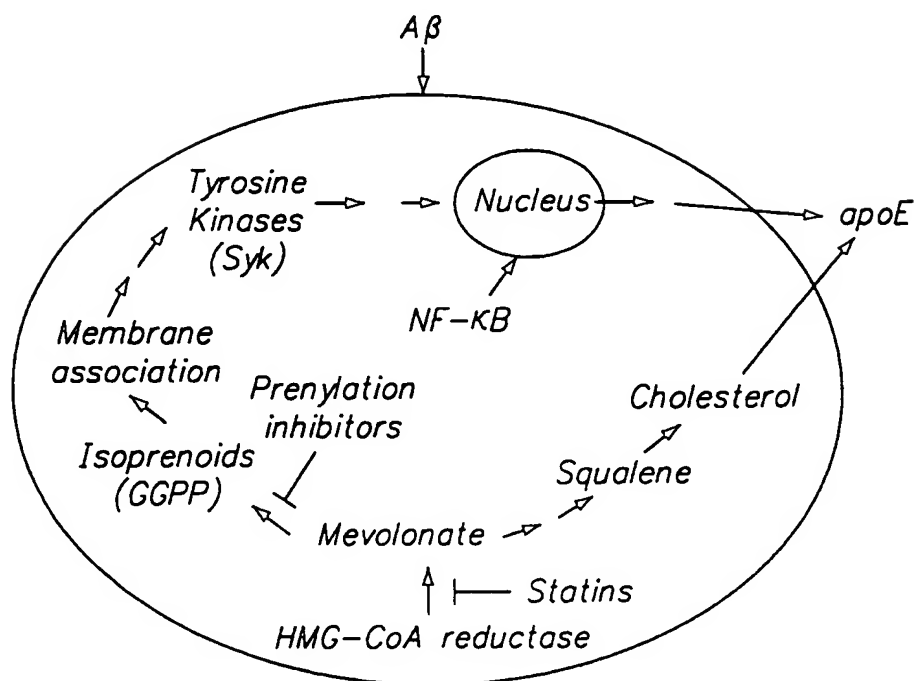 Aβ
Tyrosine
Kinases
(Syk)
Nucleus
apoE
NF-κB
Membrane
association
Prenylation
inhibitors
Cholesterol
Isoprenoids
(GGPP)
Squalene
Mevolonate
Statins
HMG-CoA reductase